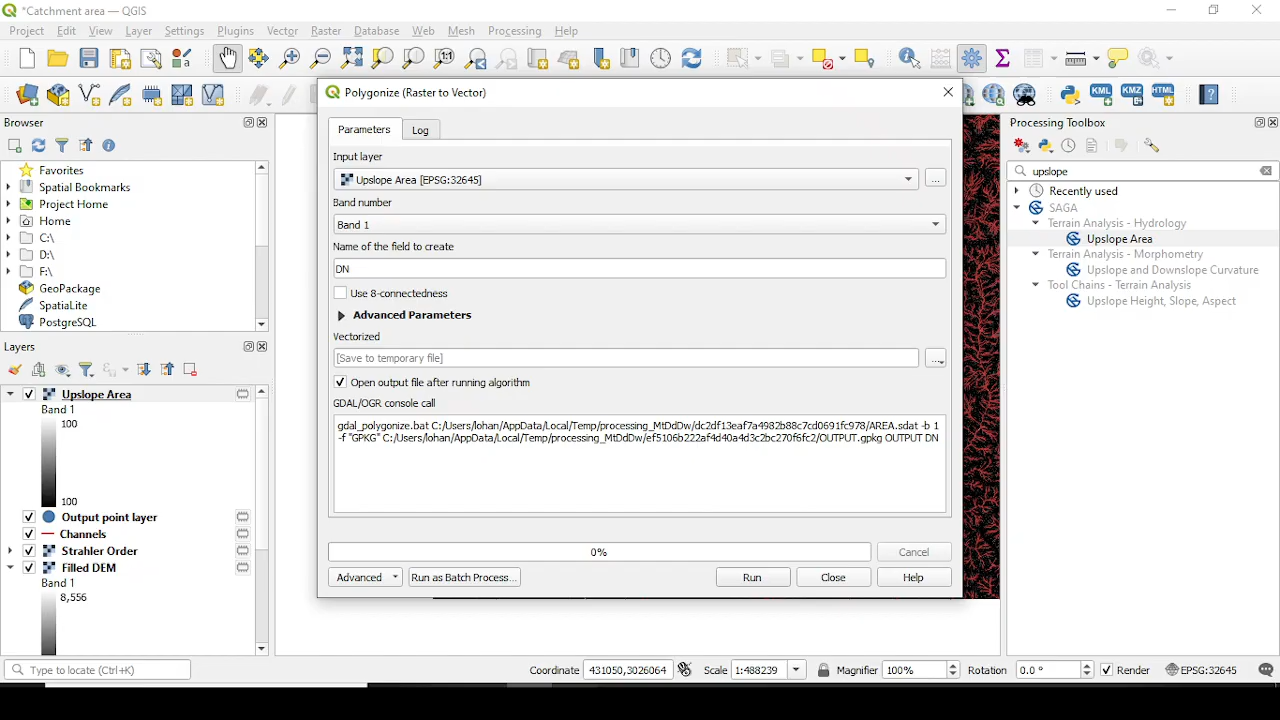 *Catchment area — QGIS
Project Edit View Layer Settings Plugins Vector Raster Database Web Mesh Processing Help
Browser
Favorites
Spatial Bookmarks
Project Home
Home
C:\
D:\
F:\
GeoPackage
SpatiaLite
PostgreSQL
Layers
Upslope Area
Band 1
100
100
Output point layer
Channels
Strahler Order
Filled DEM
Band 1
8,556
Polygonize (Raster to Vector)
Parameters Log
Input layer
Upslope Area [EPSG:32645]
Band number
Band 1
Name of the field to create
DN
Use 8-connectedness
Advanced Parameters
Vectorized
[Save to temporary file]
Open output file after running algorithm
GDAL/OGR console call
gdal_polygonize.bat C:/Users/lohan/AppData/Local/Temp/processing_MtDdDw/dc2df13eaf7a4982b88c7cd0691fc978/AREA.sdat -b 1
-f "GPKG" C:/Users/lohan/AppData/Local/Temp/processing_MtDdDw/ef5106b222af4d40a4d3c2bc270f6fc2/OUTPUT.gpkg OUTPUT DN
0%
Cancel
Advanced Run as Batch Process... Run Close Help
KML KMZ HTML
Processing Toolbox
upslope
Recently used
SAGA
Terrain Analysis - Hydrology
Upslope Area
Terrain Analysis - Morphometry
Upslope and Downslope Curvature
Tool Chains - Terrain Analysis
Upslope Height, Slope, Aspect
Type to locate (Ctrl+K) Coordinate 431050,3026064 Scale 1:488839 Magnifier 100% Rotation 0.0 ° Render EPSG:32645